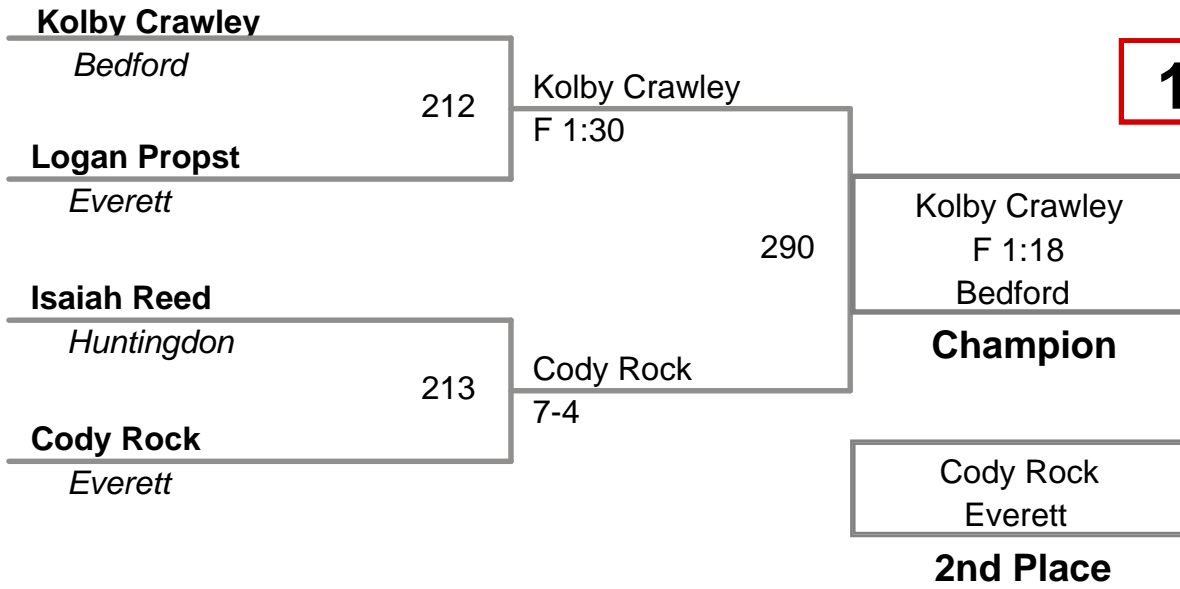 Kolby Crawley
Bedford
212
Logan Propst
Everett
Kolby Crawley
F 1:30
Isaiah Reed
Huntingdon
213
Cody Rock
Everett
Cody Rock
7-4
290
1
Kolby Crawley
F 1:18
Bedford
Champion
Cody Rock
Everett
2nd Place